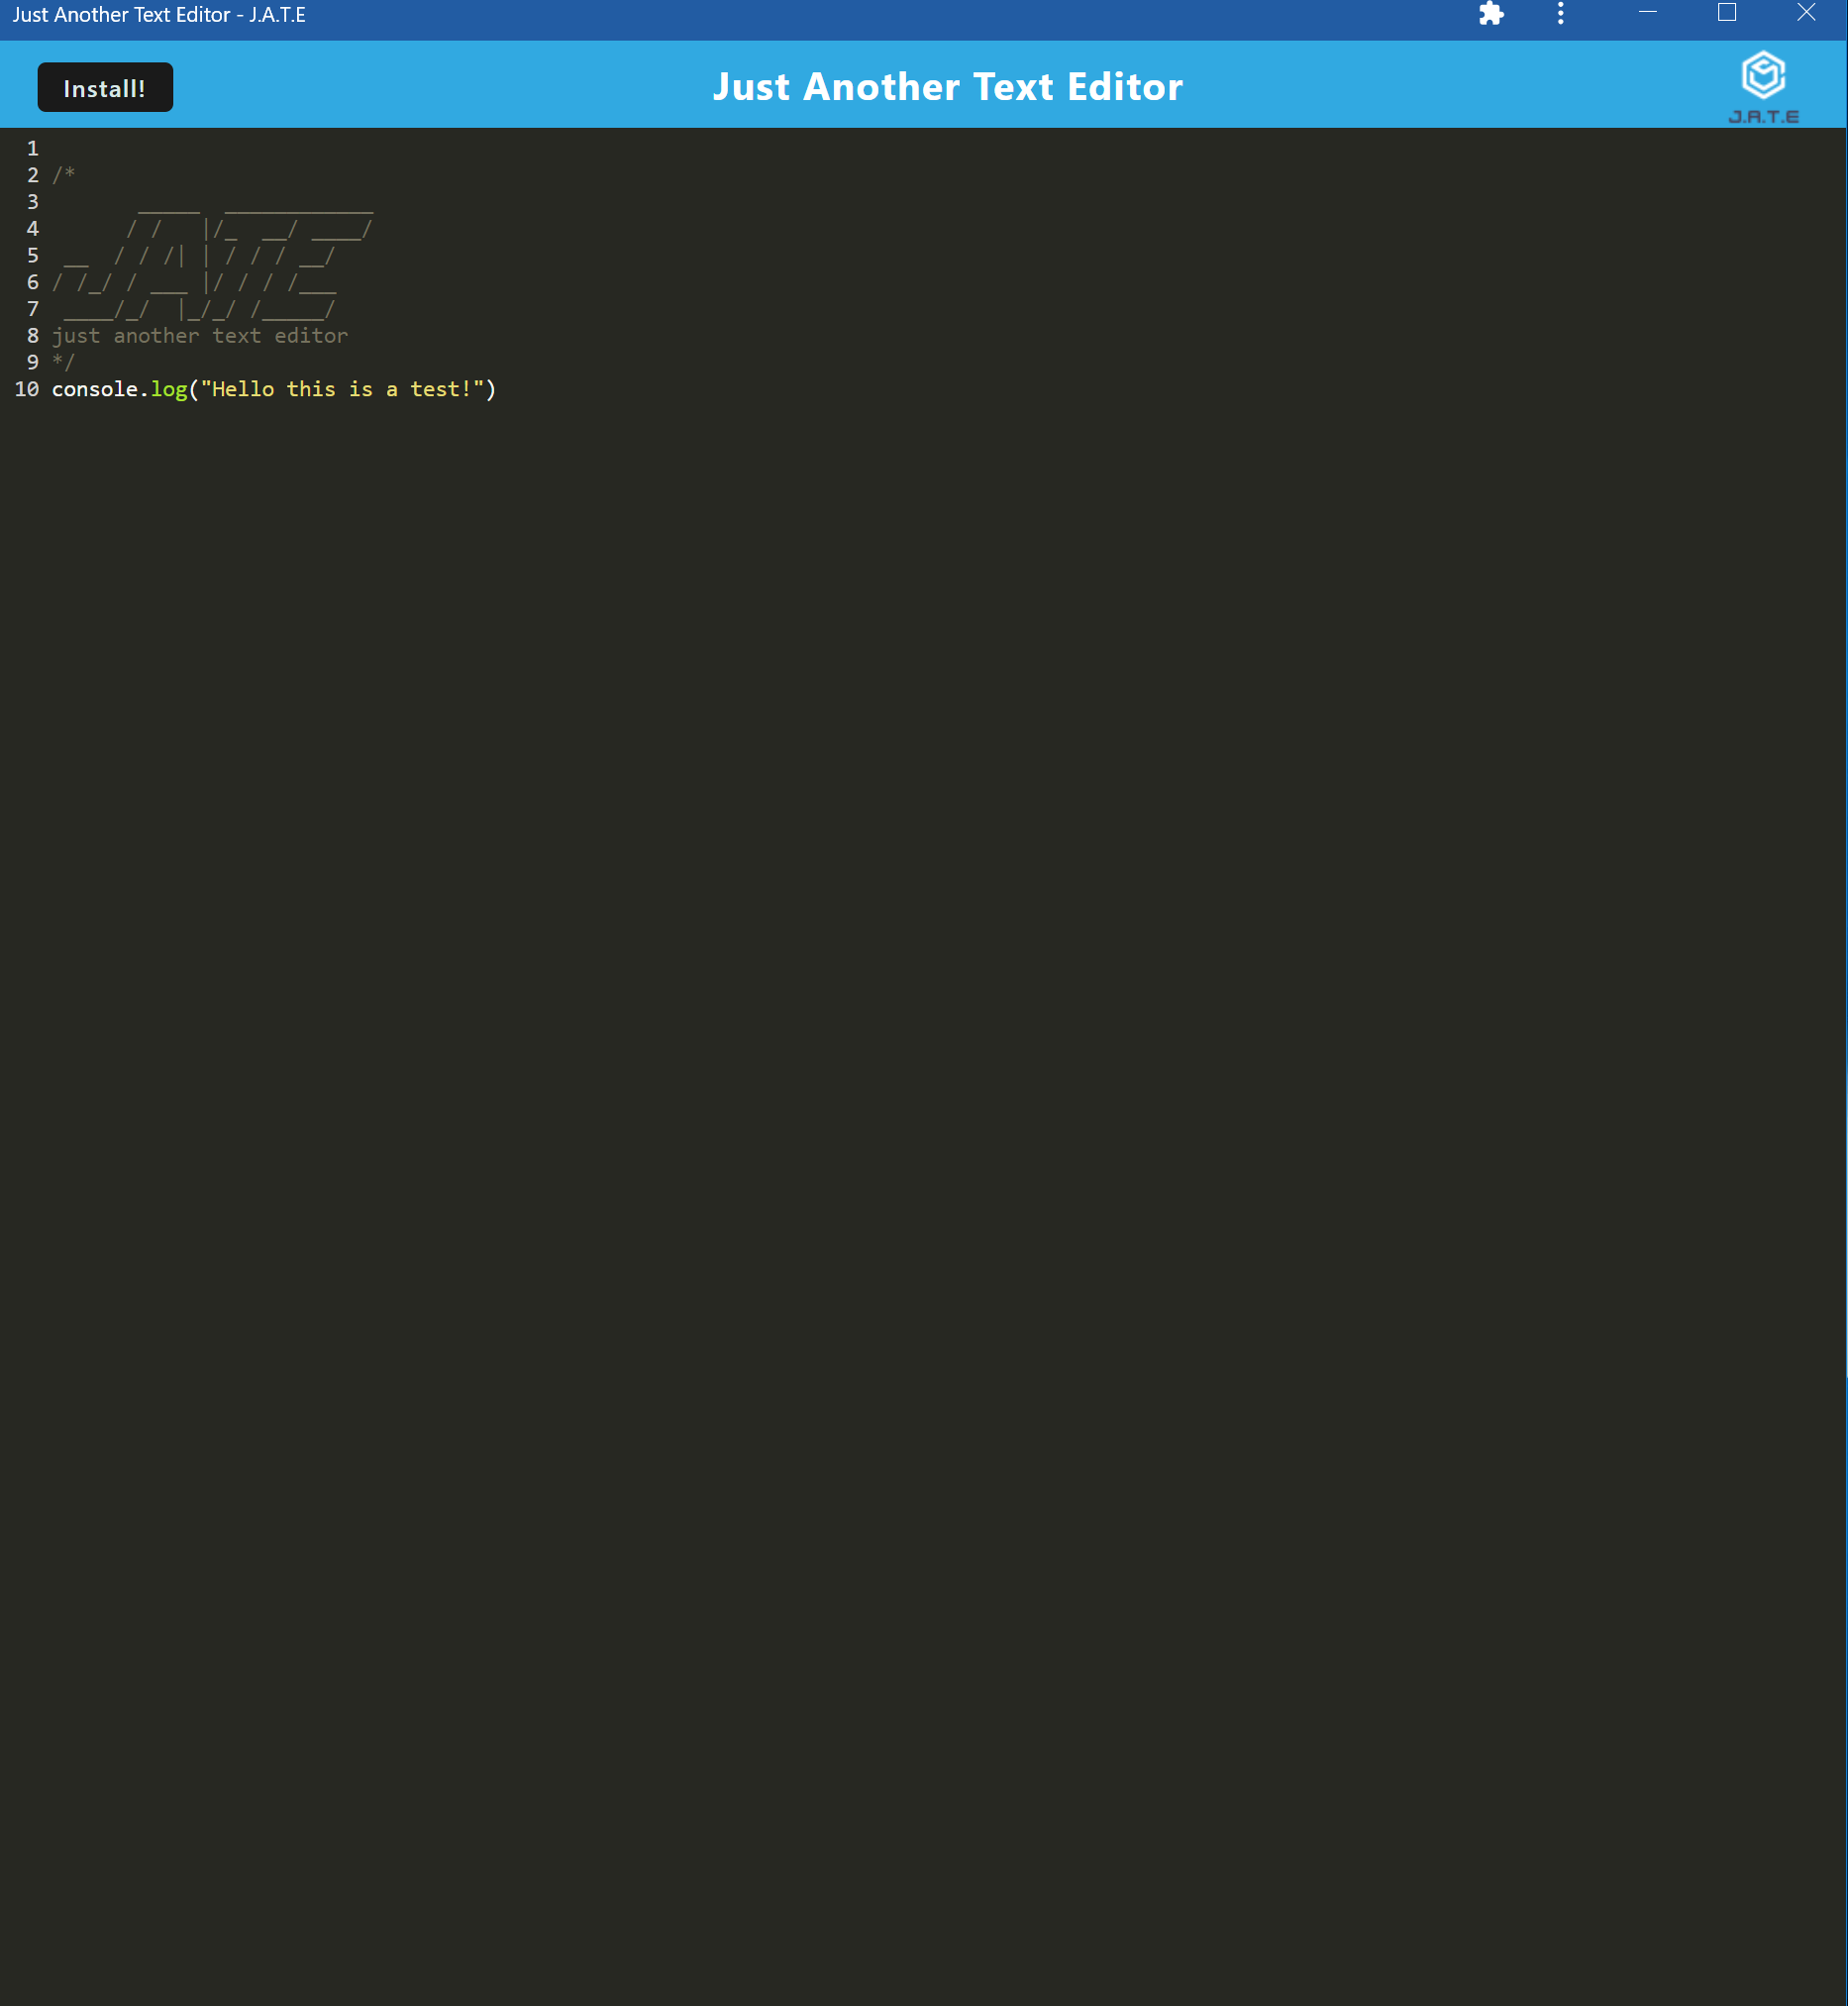 Just Another Text Editor - J.A.T.E
Install!
Just Another Text Editor
J.A.T.E
1
2 /*
3        _____  ____________
4       / /   |/_  __/ ____/
5  __  / / /| | / / / __/
6 / /_/ / ___ |/ / / /___
7  ____/_/  |_/_/ /_____/
8 just another text editor
9 */
10 console.log("Hello this is a test!")